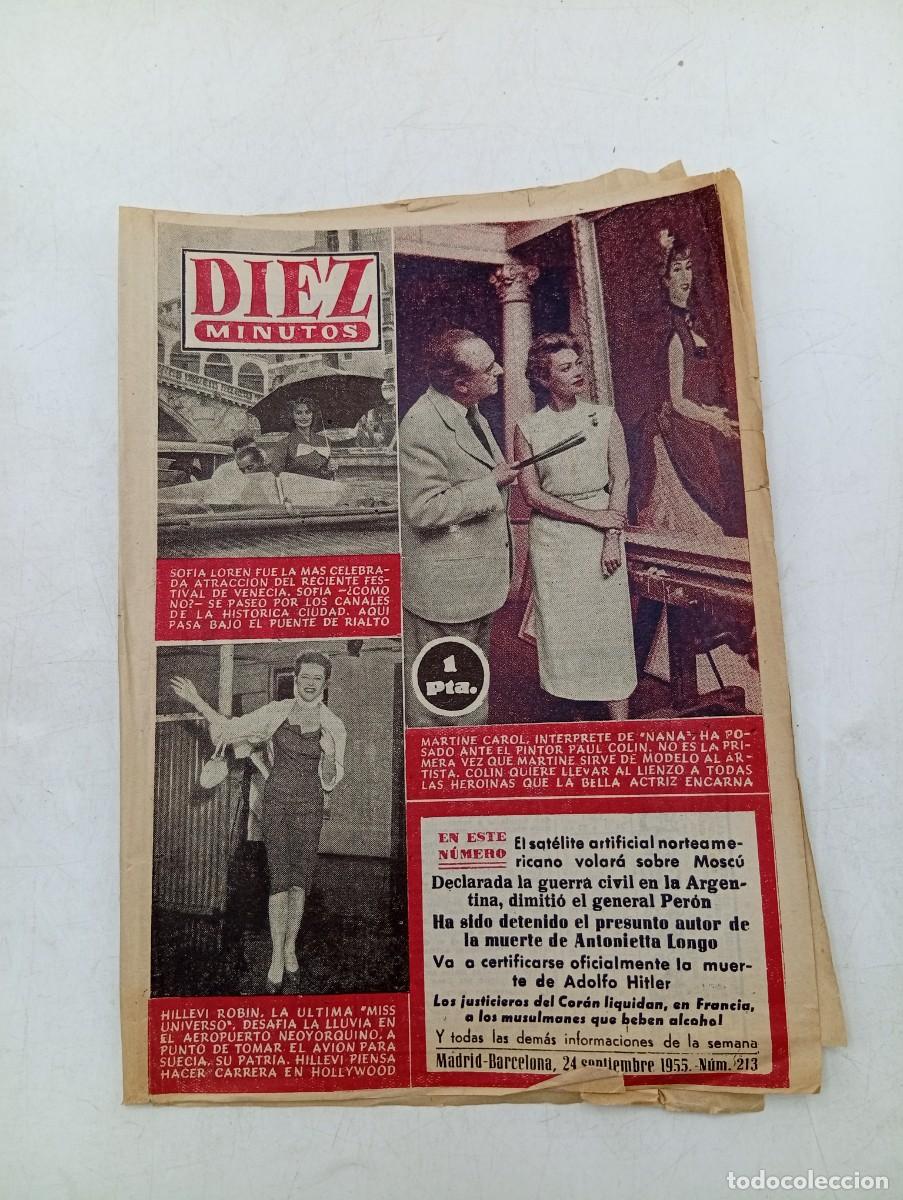 DIEZ
MINUTOS
SOFIA LOREN FUE LA MAS CELEBRA-
DA ATRACCION DEL RECIENTE FES-
TIVAL DE VENECIA. SOFIA -¿COMO
NO?- SE PASEO POR LOS CANALES
DE LA HISTORICA CIUDAD. AQUI
PASA BAJO EL PUENTE DE RIALTO
1
Pta.
MARTINE CAROL, INTERPRETE DE "NANA", HA PO-
SADO ANTE EL PINTOR PAUL COLIN. NO ES LA PRI-
MERA VEZ QUE MARTINE SIRVE DE MODELO AL AR-
TISTA. COLIN QUIERE LLEVAR AL LIENZO A TODAS
LAS HEROINAS QUE LA BELLA ACTRIZ ENCARNA
HILLEVI ROBIN, LA ULTIMA "MISS
UNIVERSO", DESAFIA LA LLUVIA EN
EL AEROPUERTO NEOYORQUINO, A
PUNTO DE TOMAR EL AVION PARA
SUECIA, SU PATRIA. HILLEVI PIENSA
HACER CARRERA EN HOLLYWOOD
EN ESTE
NÚMERO
El satélite artificial norteame-
ricano volará sobre Moscú
Declarada la guerra civil en la Argen-
tina, dimitió el general Perón
Ha sido detenido el presunto autor de
la muerte de Antonietta Longo
Va a certificarse oficialmente la muer-
te de Adolfo Hitler
Los justicieros del Corán liquidan, en Francia,
a los musulmanes que beben alcohol
Y todas las demás informaciones de la semana
Madrid-Barcelona, 24 septiembre 1955.-Núm. 213
todocoleccion